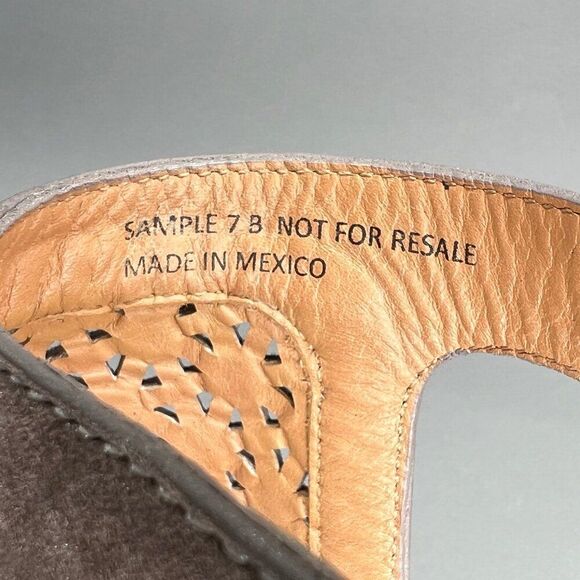 SAMPLE 7 B NOT FOR RESALE
MADE IN MEXICO